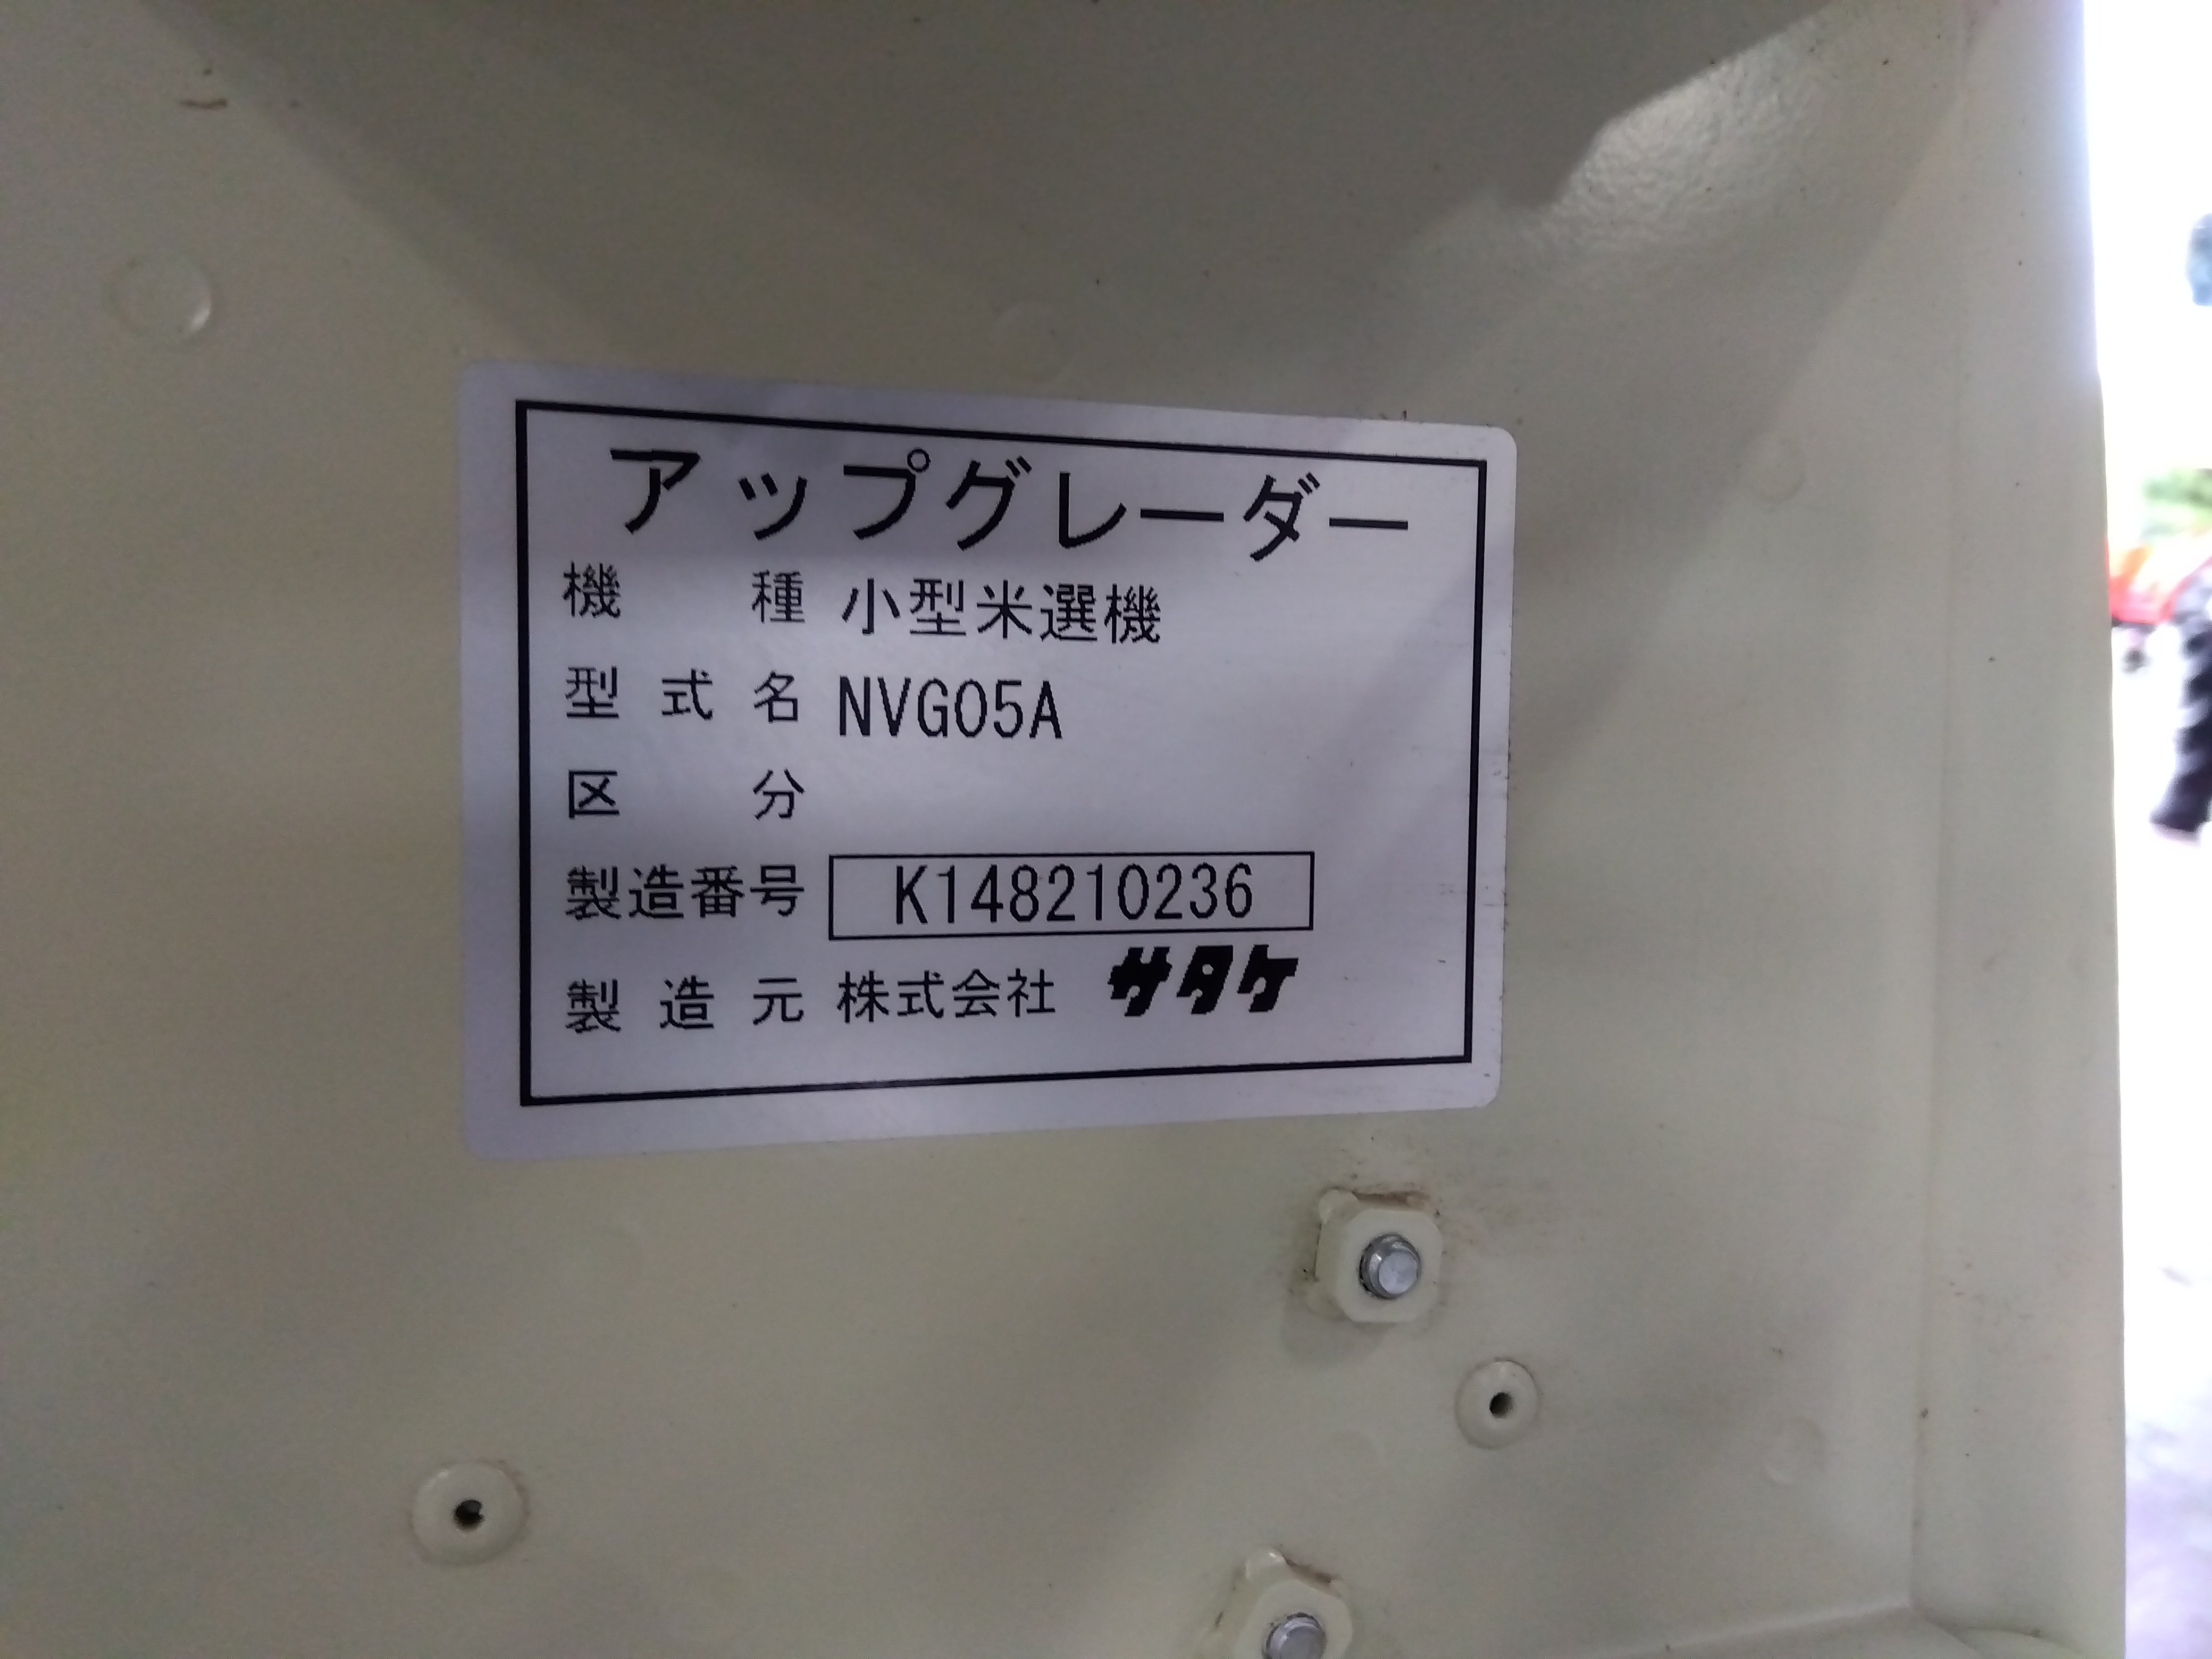 アップグレーダー
機種 小型米選機
型式名 NVG05A
区分
製造番号 K148210236
製造元 株式会社 サタケ